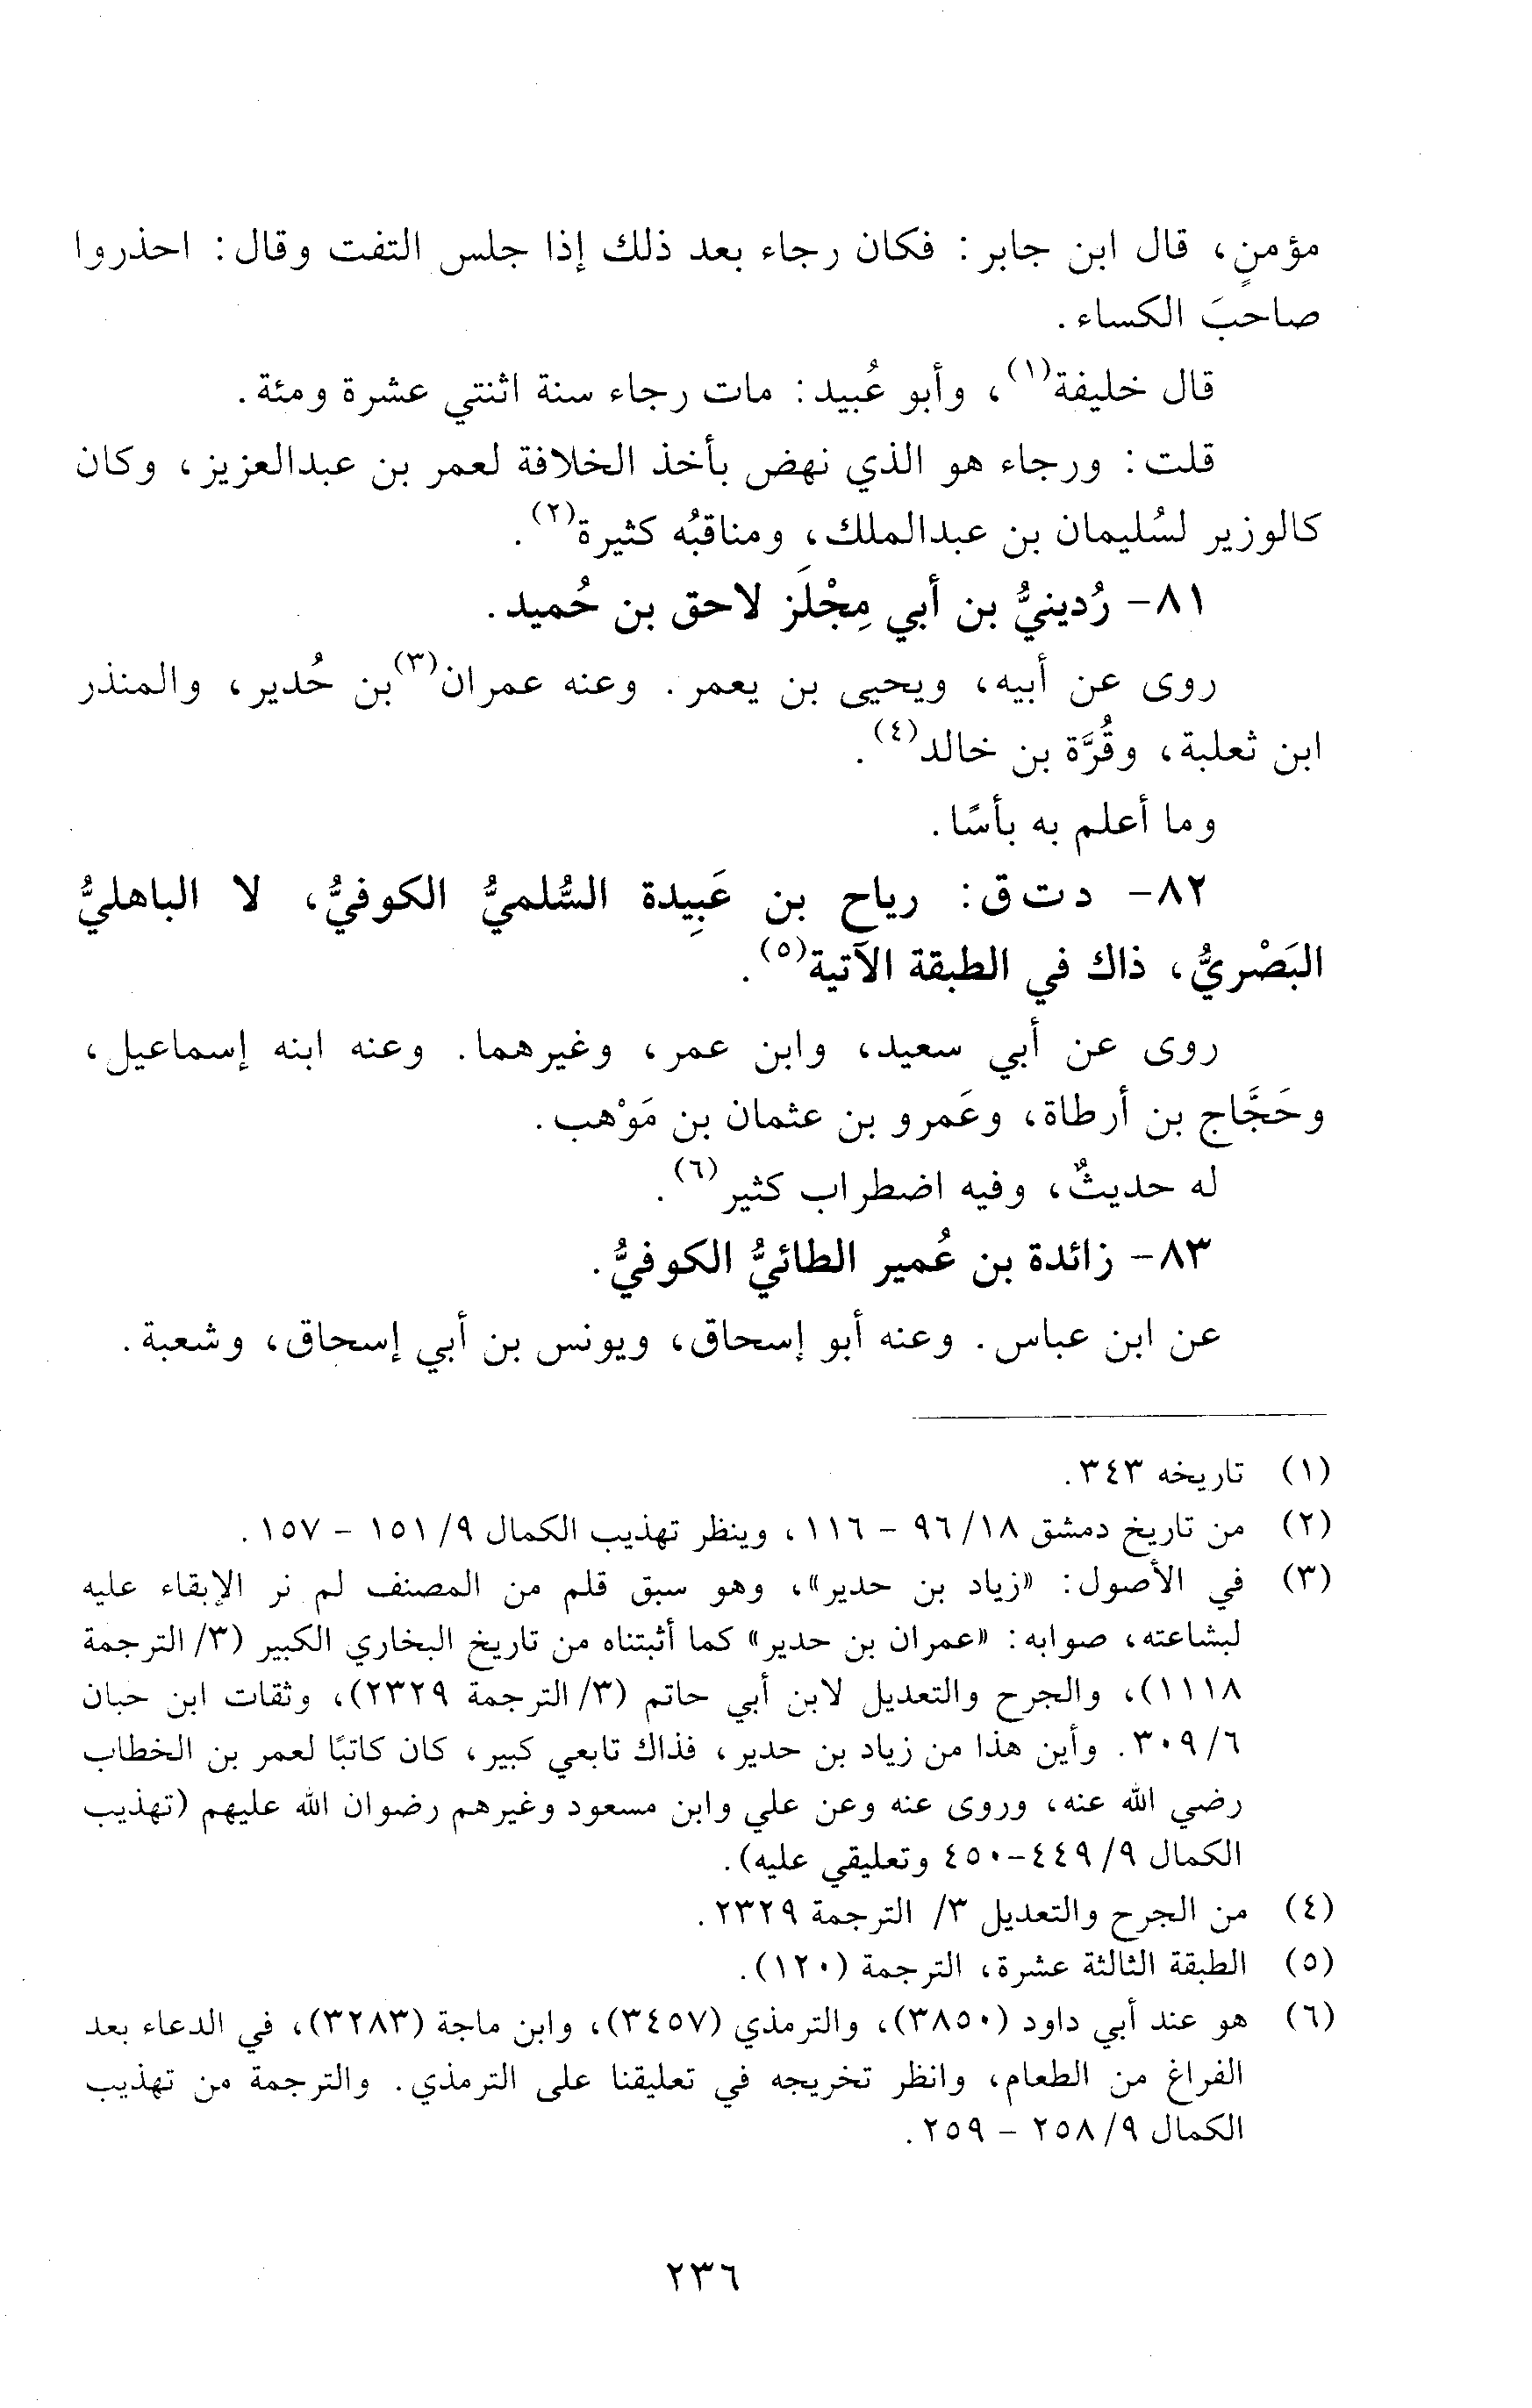 مؤمنٍ، قال ابن جابر: فكان رجاء بعد ذلك إذا جلس التفت وقال: احذروا
صاحبَ الكساء.
قال خليفة(١)، وأبو عُبيد: مات رجاء سنة اثنتي عشرة ومئة.
قلت: ورجاء هو الذي نهض بأخذ الخلافة لعمر بن عبدالعزيز، وكان
كالوزير لسُليمان بن عبدالملك، ومناقبُه كثيرة(٢).
٨١- رُدينيُّ بن أبي مِجْلَز لاحق بن حُميد.
روى عن أبيه، ويحيى بن يعمر. وعنه عمران(٣) بن حُدير، والمنذر
ابن ثعلبة، وقُرَّة بن خالد(٤).
وما أعلم به بأسًا.
٨٢- د ت ق: رياح بن عَبِيدة السُّلميُّ الكوفيُّ، لا الباهليُّ
البَصْريُّ، ذاك في الطبقة الآتية(٥).
روى عن أبي سعيد، وابن عمر، وغيرهما. وعنه ابنه إسماعيل،
وحَجَّاج بن أرطاة، وعَمرو بن عثمان بن مَوْهب.
له حديثٌ، وفيه اضطراب كثير(٦).
٨٣- زائدة بن عُمير الطائيُّ الكوفيُّ.
عن ابن عباس. وعنه أبو إسحاق، ويونس بن أبي إسحاق، وشعبة.
(١) تاريخه ٣٤٣.
(٢) من تاريخ دمشق ١٨/ ٩٦ - ١١٦، وينظر تهذيب الكمال ٩/ ١٥١ - ١٥٧.
(٣) في الأصول: «زياد بن حدير»، وهو سبق قلم من المصنف لم نر الإبقاء عليه
لبشاعته، صوابه: «عمران بن حدير» كما أثبتناه من تاريخ البخاري الكبير (٣/ الترجمة
١١١٨)، والجرح والتعديل لابن أبي حاتم (٣/ الترجمة ٢٣٢٩)، وثقات ابن حبان
٦/ ٣٠٩. وأين هذا من زياد بن حدير، فذاك تابعي كبير، كان كاتبًا لعمر بن الخطاب
رضي الله عنه، وروى عنه وعن علي وابن مسعود وغيرهم رضوان الله عليهم (تهذيب
الكمال ٩/ ٤٤٩-٤٥٠ وتعليقي عليه).
(٤) من الجرح والتعديل ٣/ الترجمة ٢٣٢٩.
(٥) الطبقة الثالثة عشرة، الترجمة (١٢٠).
(٦) هو عند أبي داود (٣٨٥٠)، والترمذي (٣٤٥٧)، وابن ماجة (٣٢٨٣)، في الدعاء بعد
الفراغ من الطعام، وانظر تخريجه في تعليقنا على الترمذي. والترجمة من تهذيب
الكمال ٩/ ٢٥٨ - ٢٥٩.
٢٣٦